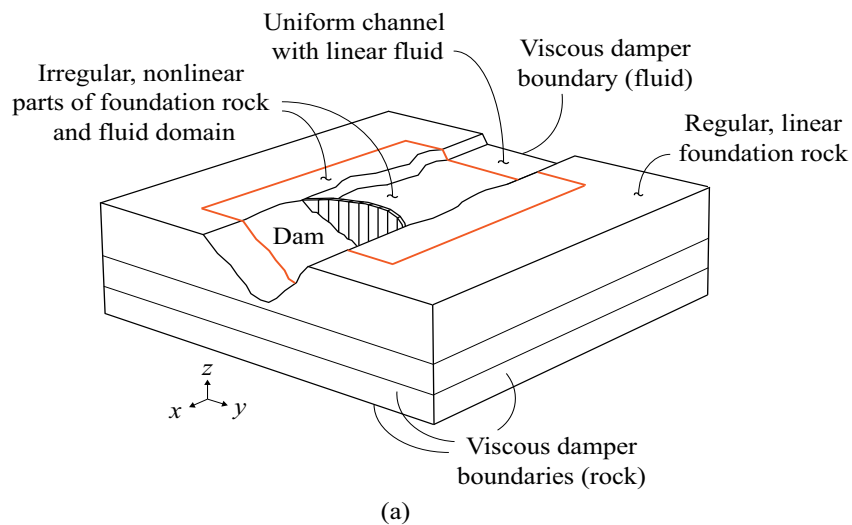 Uniform channel
with linear fluid
Viscous damper
boundary (fluid)
Irregular, nonlinear
parts of foundation rock
and fluid domain
Regular, linear
foundation rock
Dam
z
x
y
Viscous damper
boundaries (rock)
(a)